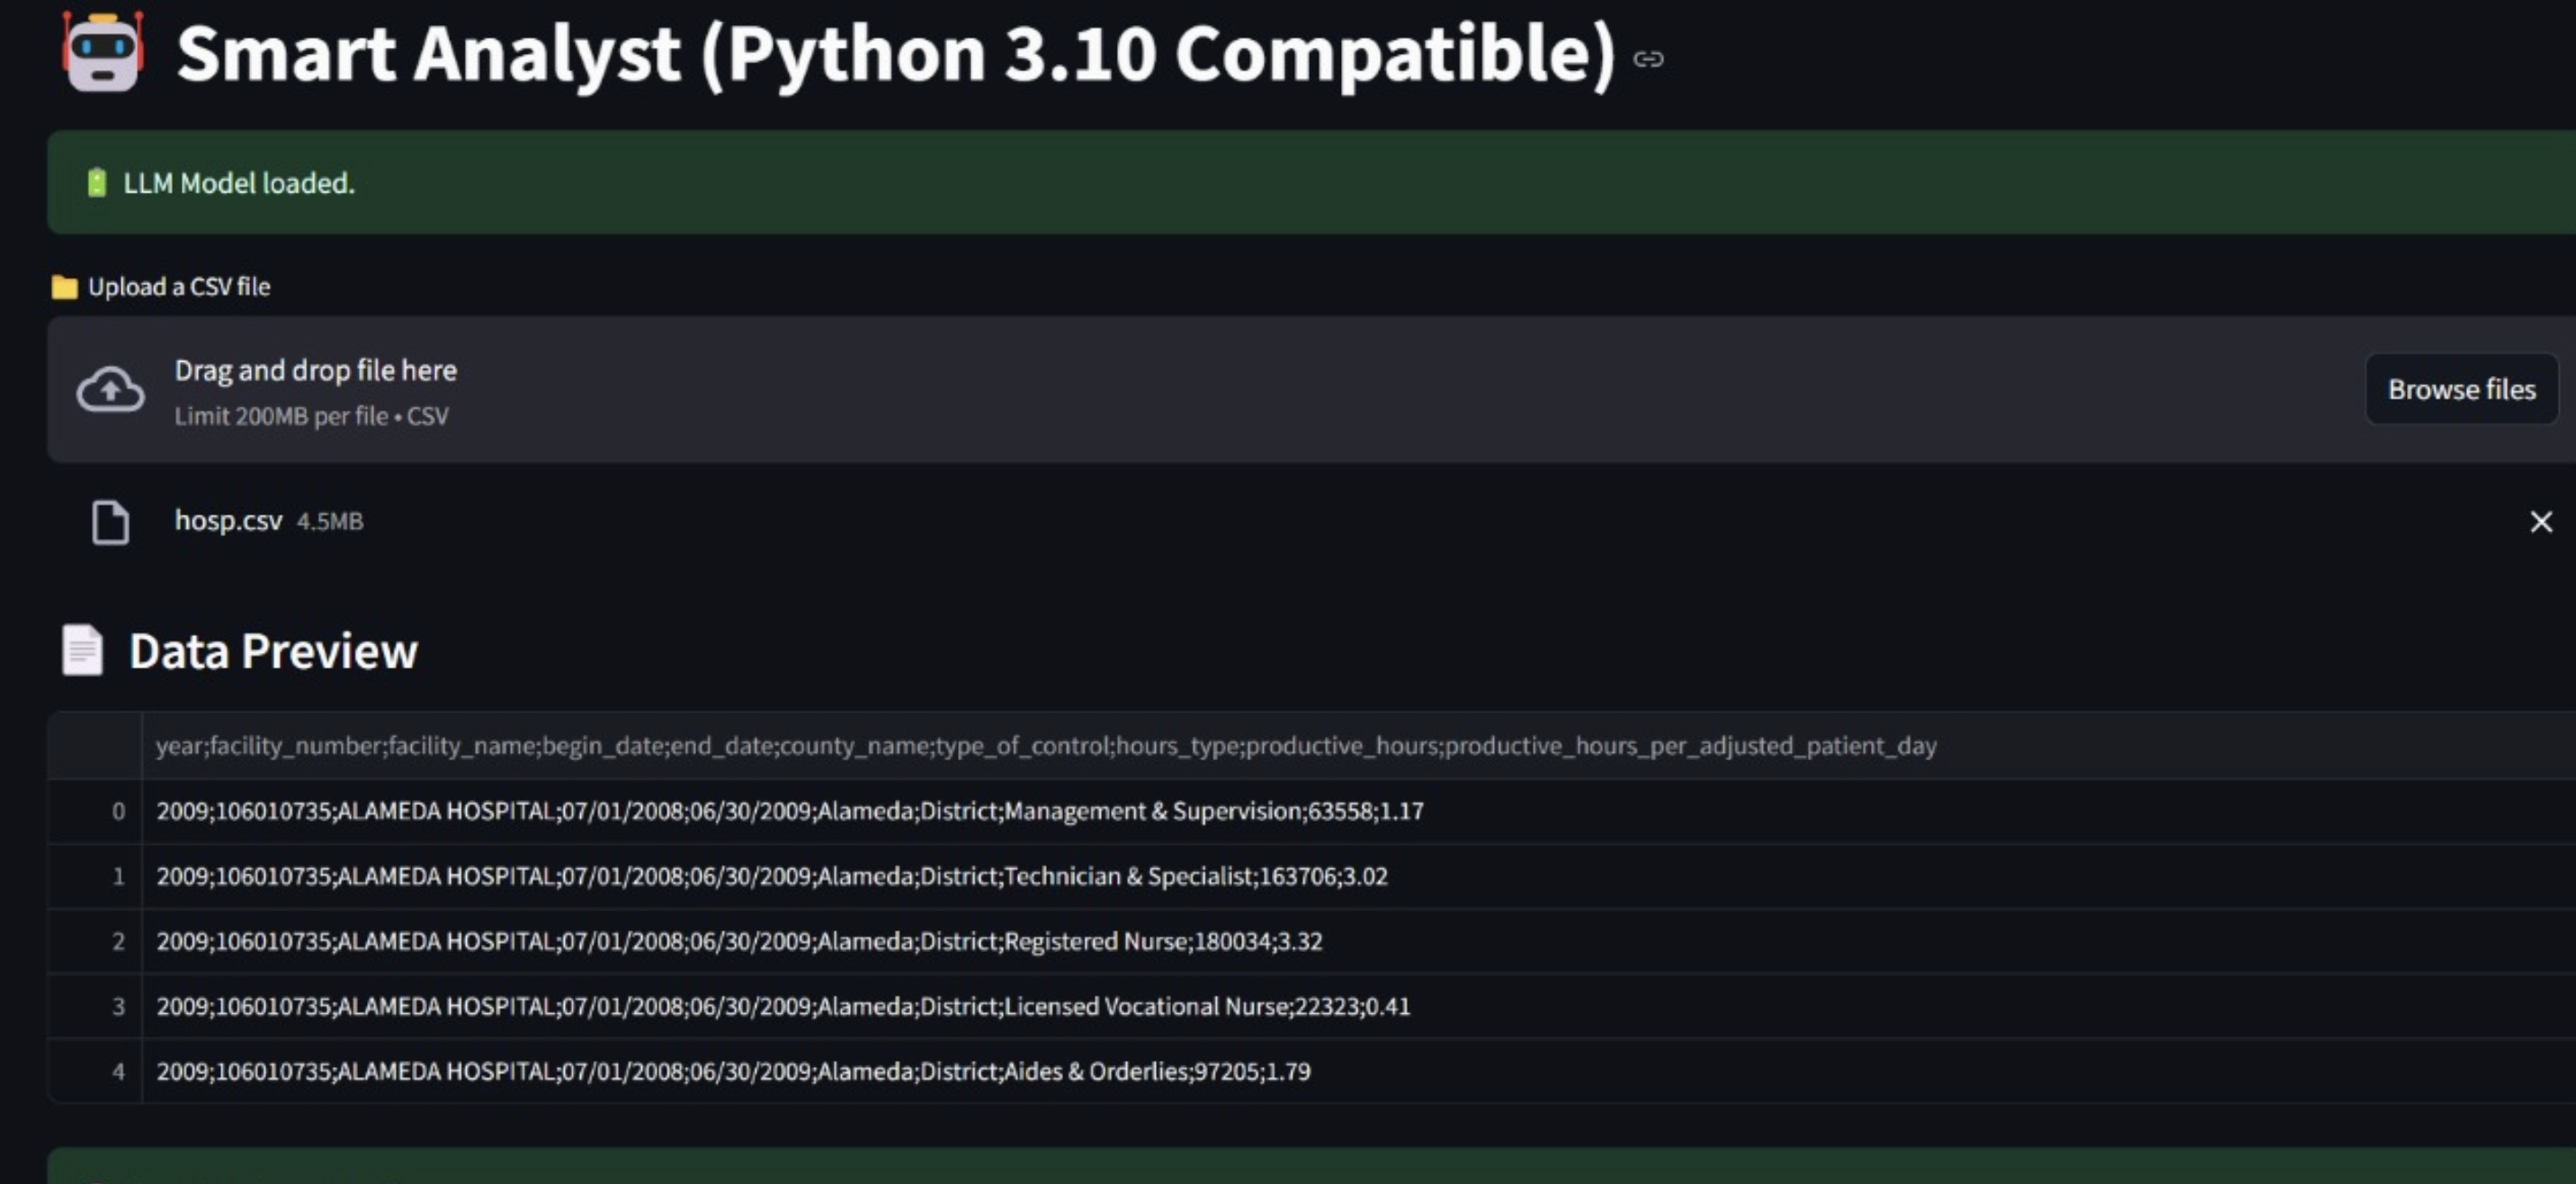 Smart Analyst (Python 3.10 Compatible)
LLM Model loaded.
Upload a CSV file
Drag and drop file here
Limit 200MB per file • CSV
Browse files
hosp.csv 4.5MB
Data Preview
year;facility_number;facility_name;begin_date;end_date;county_name;type_of_control;hours_type;productive_hours;productive_hours_per_adjusted_patient_day
0 2009;106010735;ALAMEDA HOSPITAL;07/01/2008;06/30/2009;Alameda;District;Management & Supervision;63558;1.17
1 2009;106010735;ALAMEDA HOSPITAL;07/01/2008;06/30/2009;Alameda;District;Technician & Specialist;163706;3.02
2 2009;106010735;ALAMEDA HOSPITAL;07/01/2008;06/30/2009;Alameda;District;Registered Nurse;180034;3.32
3 2009;106010735;ALAMEDA HOSPITAL;07/01/2008;06/30/2009;Alameda;District;Licensed Vocational Nurse;22323;0.41
4 2009;106010735;ALAMEDA HOSPITAL;07/01/2008;06/30/2009;Alameda;District;Aides & Orderlies;97205;1.79